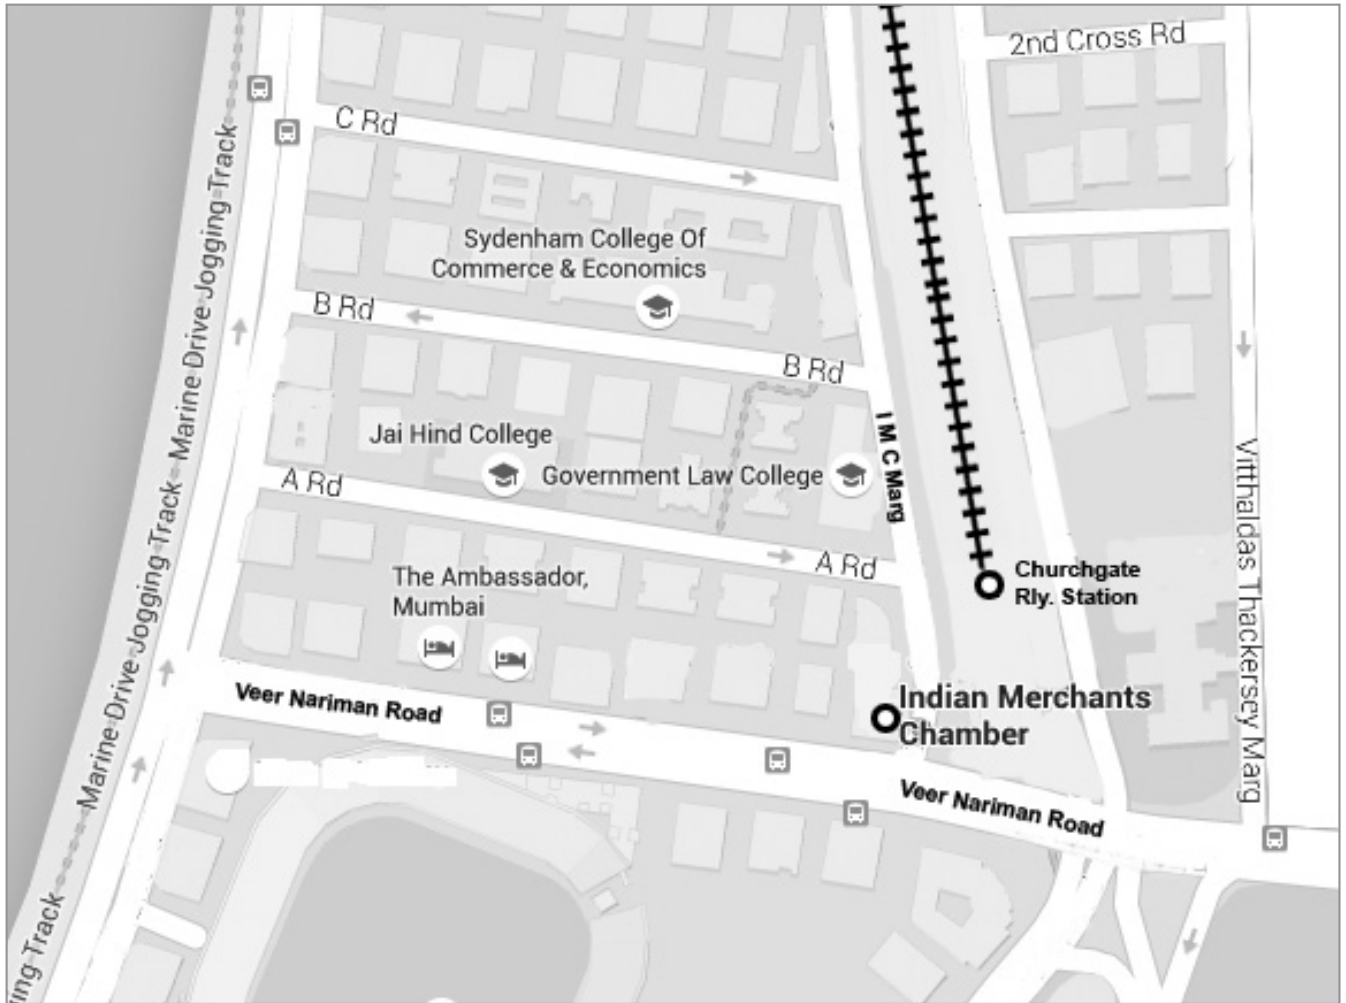 2nd Cross Rd
C Rd
Marine Drive Jogging Track
Marine Drive Jogging Track
Marine Drive Jogging Track
ing Track
Sydenham College Of
Commerce & Economics
B Rd
B Rd
Jai Hind College
Government Law College
I M C Marg
A Rd
A Rd
Vitthaldas Thackersey Marg
Churchgate
Rly. Station
The Ambassador,
Mumbai
Veer Nariman Road
Indian Merchants
Chamber
Veer Nariman Road